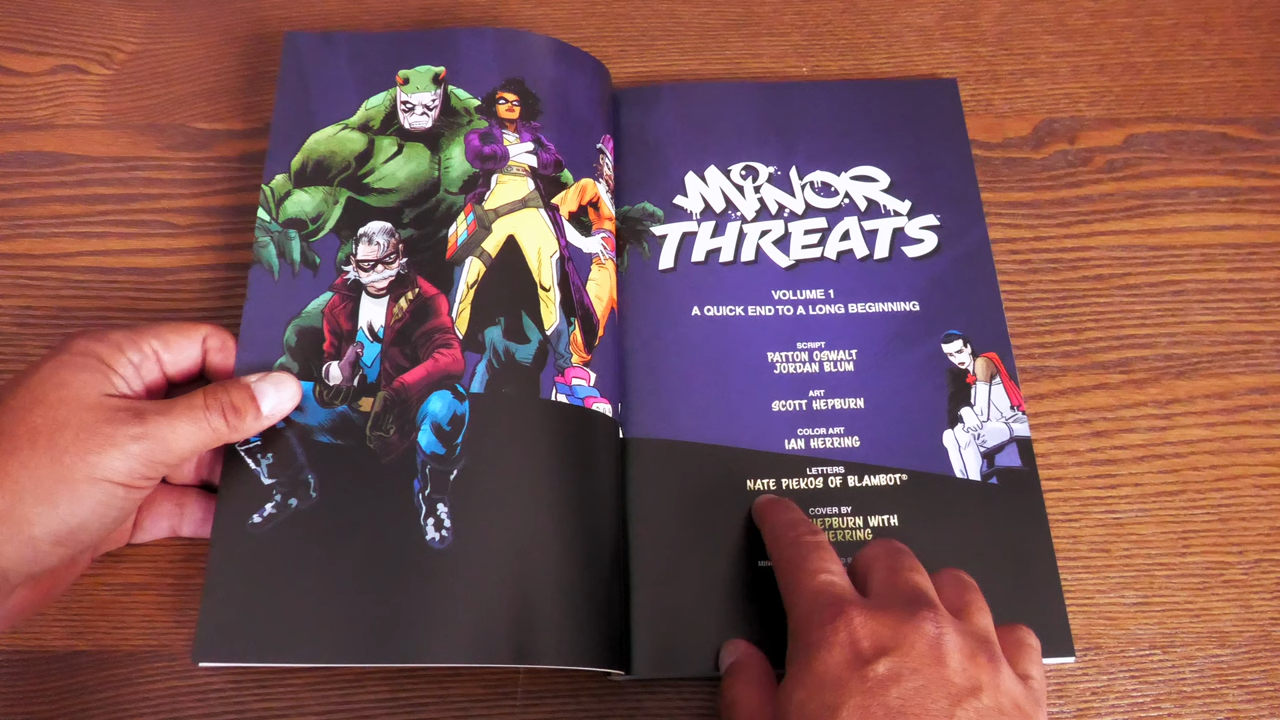 MINOR
THREATS
VOLUME 1
A QUICK END TO A LONG BEGINNING
SCRIPT
PATTON OSWALT
JORDAN BLUM
ART
SCOTT HEPBURN
COLOR ART
IAN HERRING
LETTERS
NATE PIEKOS OF BLAMBOT®
COVER BY
HEPBURN WITH
HERRING